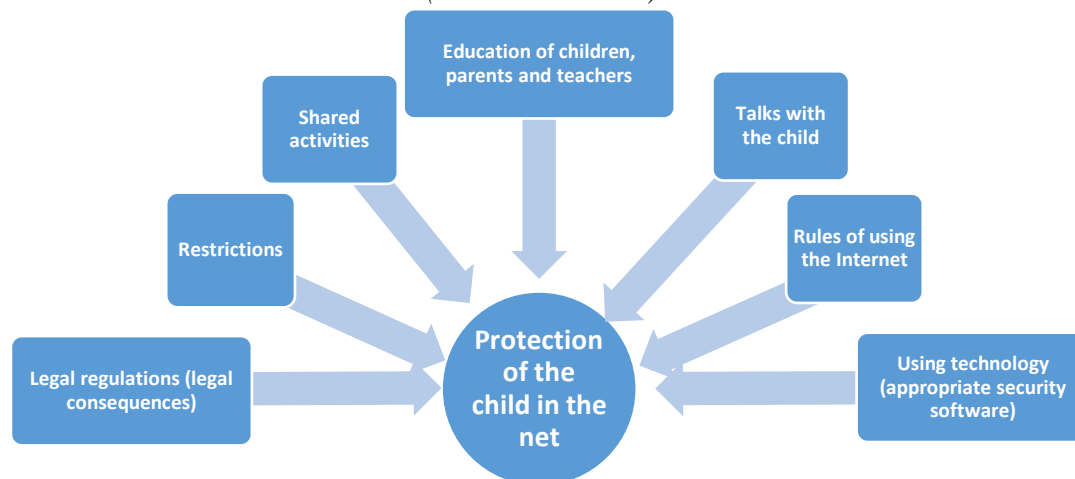 Education of children,
parents and teachers
Shared
activities
Talks with
the child
Restrictions
Rules of using
the Internet
Legal regulations (legal
consequences)
Protection
of the
child in the
net
Using technology
(appropriate security
software)